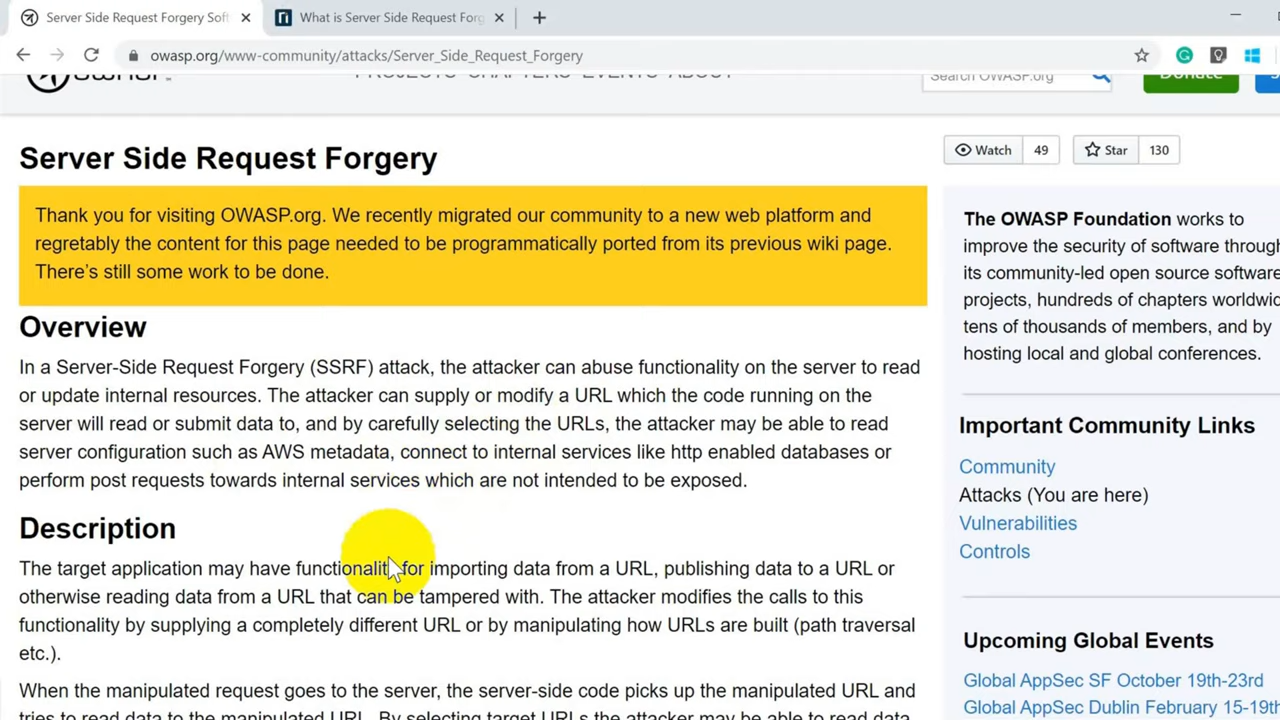 Server Side Request Forgery Soft
What is Server Side Request Forg
owasp.org/www-community/attacks/Server_Side_Request_Forgery
PROJECTS CHAPTERS EVENTS ABOUT
Search OWASP.org
Donate
Server Side Request Forgery
Watch 49
Star 130
Thank you for visiting OWASP.org. We recently migrated our community to a new web platform and
regretably the content for this page needed to be programmatically ported from its previous wiki page.
There's still some work to be done.
Overview
In a Server-Side Request Forgery (SSRF) attack, the attacker can abuse functionality on the server to read
or update internal resources. The attacker can supply or modify a URL which the code running on the
server will read or submit data to, and by carefully selecting the URLs, the attacker may be able to read
server configuration such as AWS metadata, connect to internal services like http enabled databases or
perform post requests towards internal services which are not intended to be exposed.
Description
The target application may have functionality for importing data from a URL, publishing data to a URL or
otherwise reading data from a URL that can be tampered with. The attacker modifies the calls to this
functionality by supplying a completely different URL or by manipulating how URLs are built (path traversal
etc.).
When the manipulated request goes to the server, the server-side code picks up the manipulated URL and
tries to read data to the manipulated URL. By selecting target URLs the attacker may be able to read data
The OWASP Foundation works to
improve the security of software through
its community-led open source software
projects, hundreds of chapters worldwid
tens of thousands of members, and by
hosting local and global conferences.
Important Community Links
Community
Attacks (You are here)
Vulnerabilities
Controls
Upcoming Global Events
Global AppSec SF October 19th-23rd
Global AppSec Dublin February 15-19th